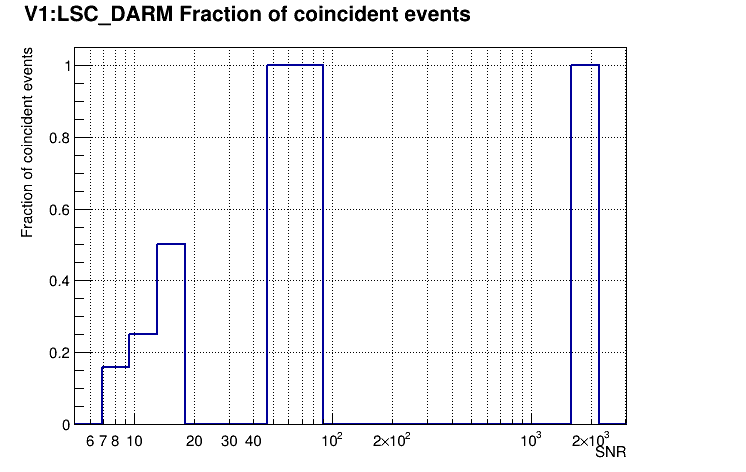 V1:LSC_DARM Fraction of coincident events
Fraction of coincident events
1
0.8
0.6
0.4
0.2
0
6 7 8 10 20 30 40 10² 2×10² 10³ 2×10³
SNR